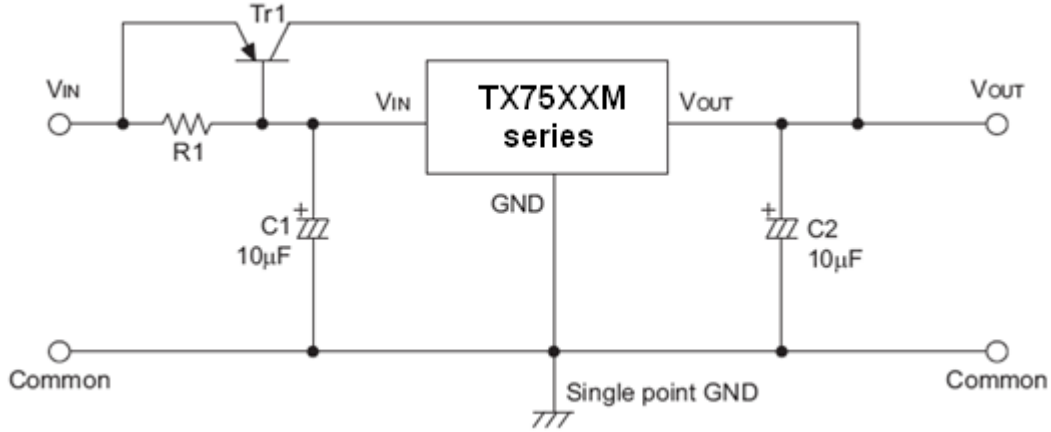 Tr1
VIN
VIN
TX75XXM
series
VOUT
VOUT
R1
GND
+
C1
10µF
+
C2
10µF
Common
Single point GND
Common